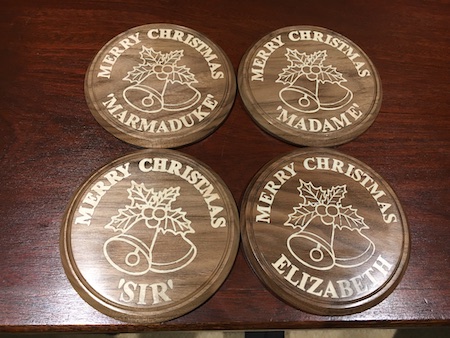 MERRY CHRISTMAS
MARMADUKE
MERRY CHRISTMAS
'MADAME'
MERRY CHRISTMAS
'SIR'
MERRY CHRISTMAS
ELIZABETH